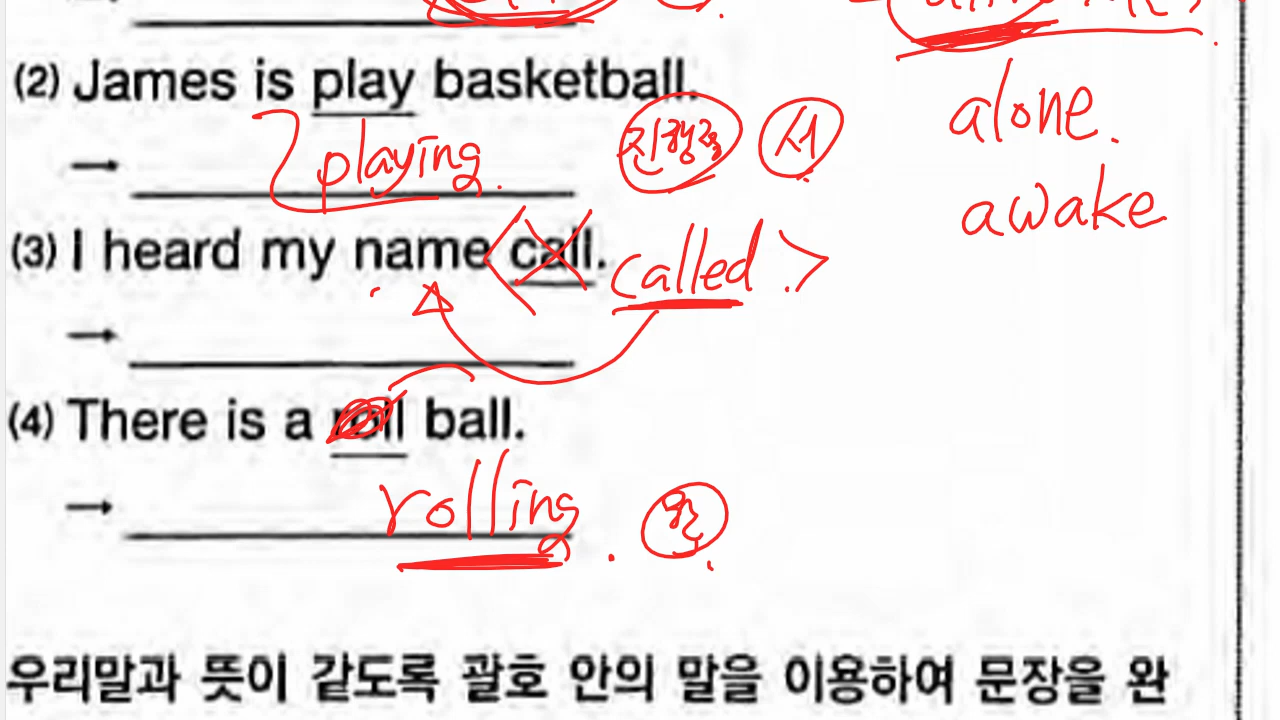 (2) James is play basketball.
alone.
→ playing. 진행형 서
awake
(3) I heard my name call. called
→
(4) There is a roll ball.
→ rolling.
우리말과 뜻이 같도록 괄호 안의 말을 이용하여 문장을 완